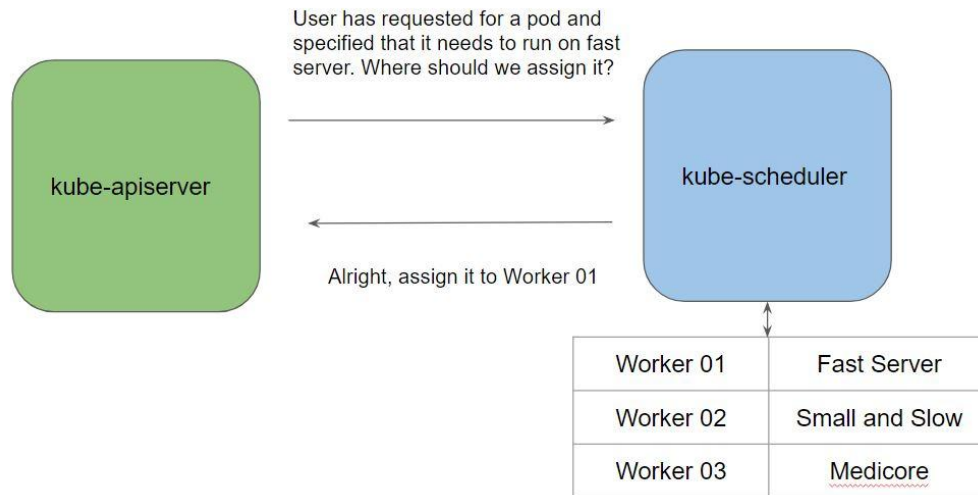 User has requested for a pod and
specified that it needs to run on fast
server. Where should we assign it?
kube-apiserver
kube-scheduler
Alright, assign it to Worker 01
Worker 01 Fast Server
Worker 02 Small and Slow
Worker 03 Medicore